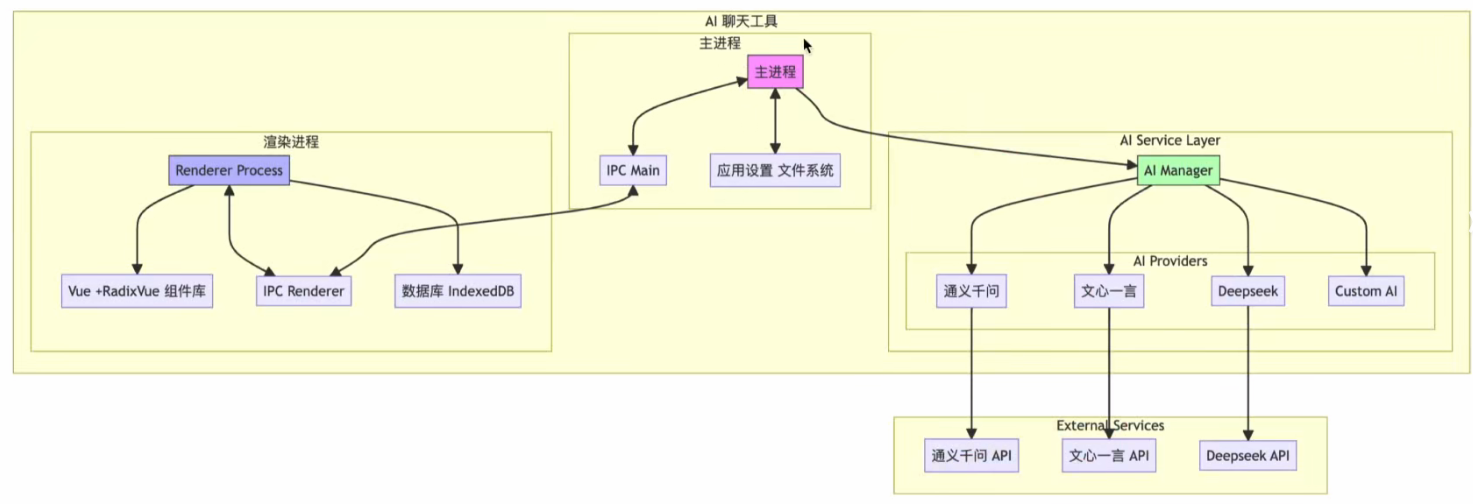 AI 聊天工具
主进程
主进程
IPC Main
应用设置 文件系统
渲染进程
Renderer Process
Vue +RadixVue 组件库
IPC Renderer
数据库 IndexedDB
AI Service Layer
AI Manager
AI Providers
通义千问
文心一言
Deepseek
Custom AI
External Services
通义千问 API
文心一言 API
Deepseek API